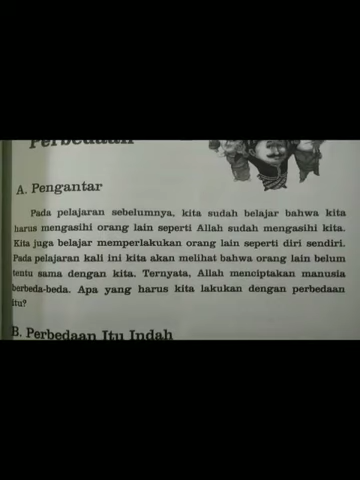 Perbedaan
A. Pengantar
Pada pelajaran sebelumnya, kita sudah belajar bahwa kita
harus mengasihi orang lain seperti Allah sudah mengasihi kita.
Kita juga belajar memperlakukan orang lain seperti diri sendiri.
Pada pelajaran kali ini kita akan melihat bahwa orang lain belum
tentu sama dengan kita. Ternyata, Allah menciptakan manusia
berbeda-beda. Apa yang harus kita lakukan dengan perbedaan
itu?
B. Perbedaan Itu Indah